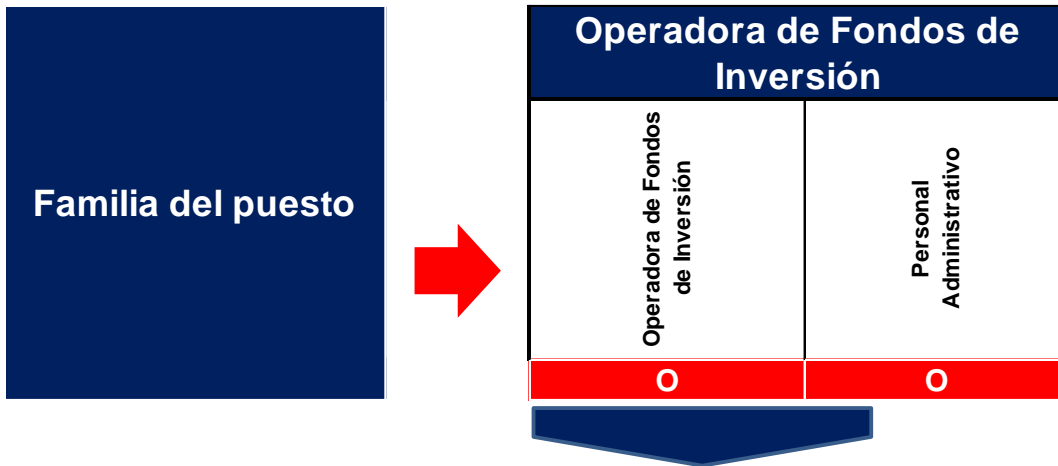 Familia del puesto
Operadora de Fondos de
Inversión
Operadora de Fondos
de Inversión
Personal
Administrativo
O
O